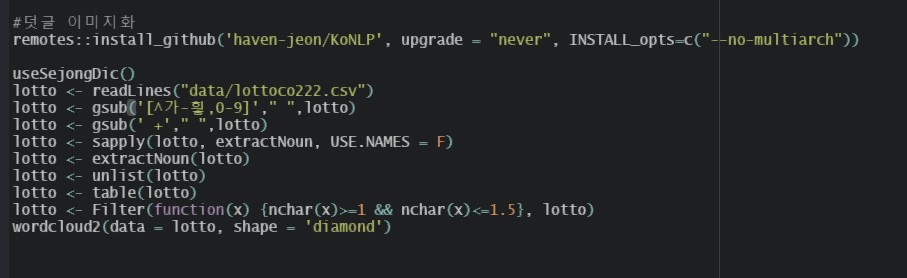 #덧글 이미지화
remotes::install_github('haven-jeon/KoNLP', upgrade = "never", INSTALL_opts=c("--no-multiarch"))
useSejongDic()
lotto <- readLines("data/lottoco222.csv")
lotto <- gsub('[^가-힣,0-9]'," ",lotto)
lotto <- gsub(' +'," ",lotto)
lotto <- sapply(lotto, extractNoun, USE.NAMES = F)
lotto <- extractNoun(lotto)
lotto <- unlist(lotto)
lotto <- table(lotto)
lotto <- Filter(function(x) {nchar(x)>=1 && nchar(x)<=1.5}, lotto)
wordcloud2(data = lotto, shape = 'diamond')